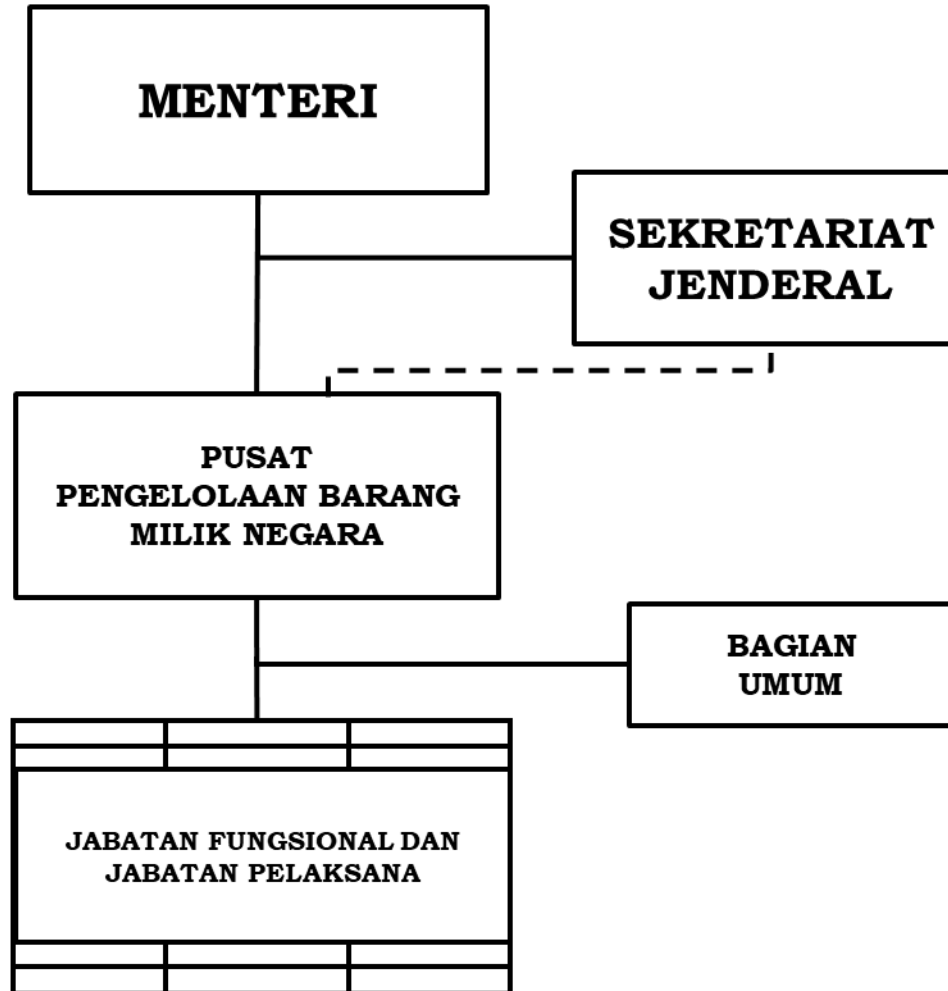 MENTERI
SEKRETARIAT
JENDERAL
PUSAT
PENGELOLAAN BARANG
MILIK NEGARA
BAGIAN
UMUM
JABATAN FUNGSIONAL DAN
JABATAN PELAKSANA